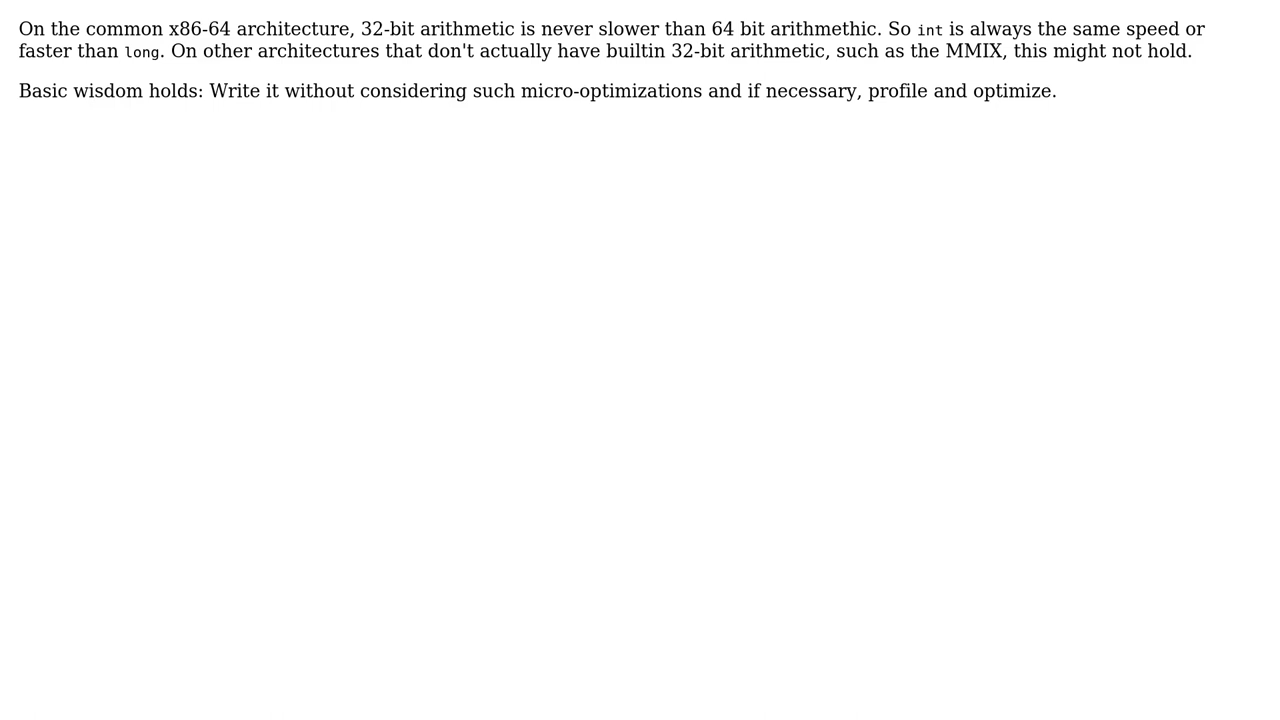 On the common x86-64 architecture, 32-bit arithmetic is never slower than 64 bit arithmethic. So int is always the same speed or
faster than long. On other architectures that don't actually have builtin 32-bit arithmetic, such as the MMIX, this might not hold.
Basic wisdom holds: Write it without considering such micro-optimizations and if necessary, profile and optimize.